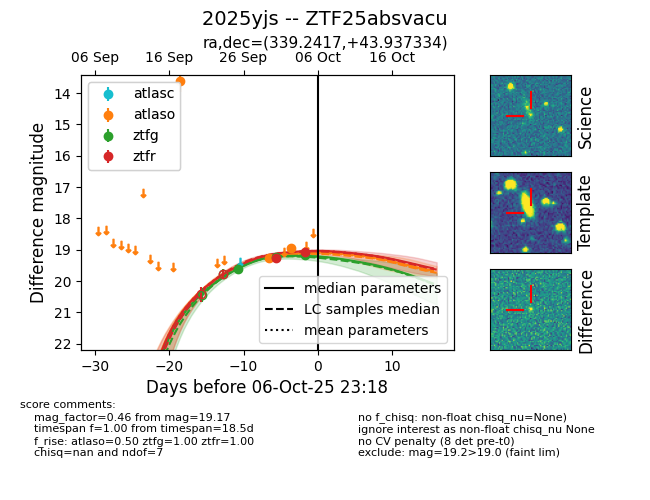 2025yjs -- ZTF25absvacu
ra,dec=(339.2417,+43.937334)
06 Sep 16 Sep 26 Sep 06 Oct 16 Oct
14
15
16
17
18
19
20
21
22
Difference magnitude
atlasc
atlaso
ztfg
ztfr
median parameters
LC samples median
mean parameters
−30 −20 −10 0 10
Days before 06-Oct-25 23:18
Science
Template
Difference
score comments:
mag_factor=0.46 from mag=19.17
timespan f=1.00 from timespan=18.5d
f_rise: atlaso=0.50 ztfg=1.00 ztfr=1.00
chisq=nan and ndof=7
no f_chisq: non-float chisq_nu=None)
ignore interest as non-float chisq_nu None
no CV penalty (8 det pre-t0)
exclude: mag=19.2>19.0 (faint lim)